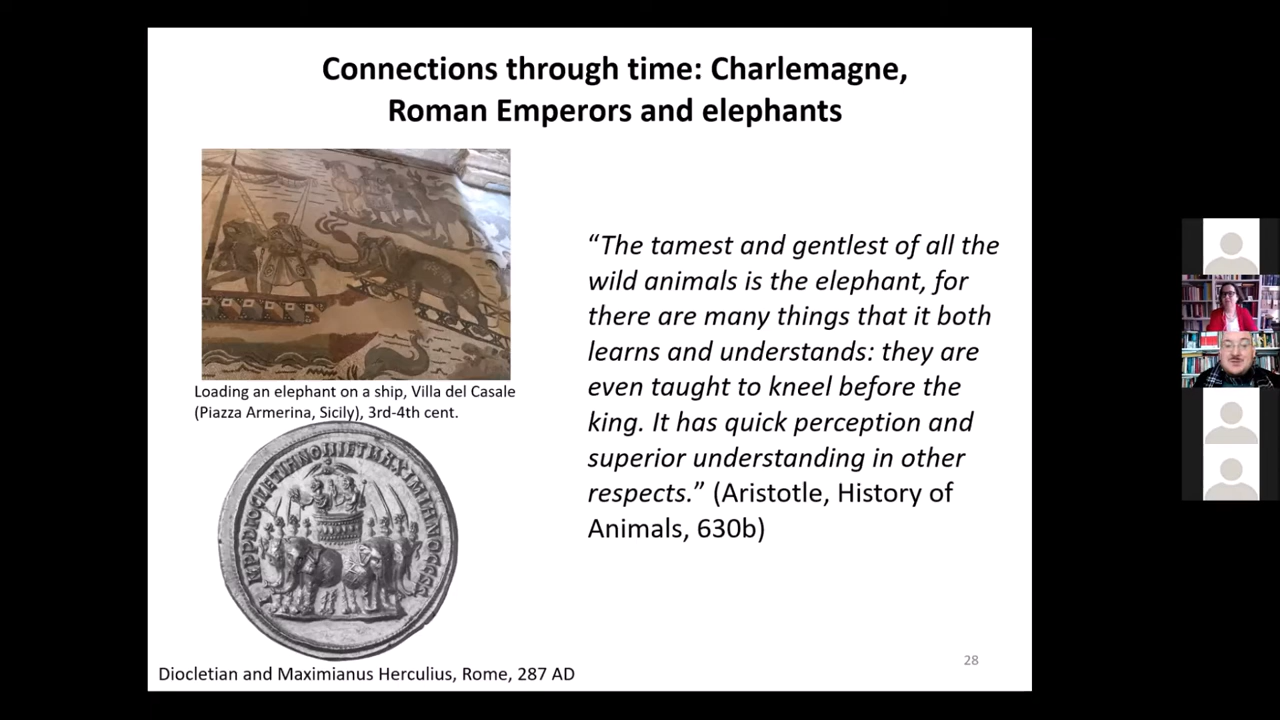 Connections through time: Charlemagne,
Roman Emperors and elephants
Loading an elephant on a ship, Villa del Casale
(Piazza Armerina, Sicily), 3rd-4th cent.
Diocletian and Maximianus Herculius, Rome, 287 AD
“The tamest and gentlest of all the
wild animals is the elephant, for
there are many things that it both
learns and understands: they are
even taught to kneel before the
king. It has quick perception and
superior understanding in other
respects.” (Aristotle, History of
Animals, 630b)
28